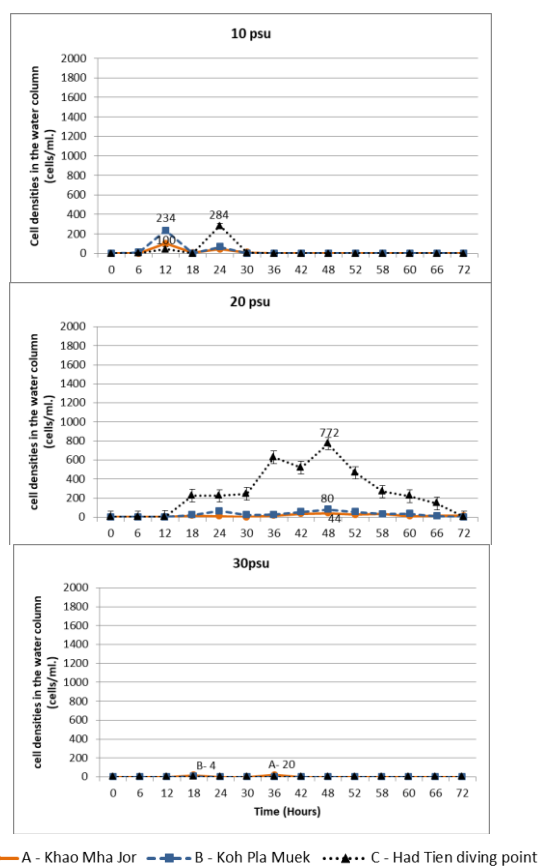 10 psu
Cell densities in the water column
(cells/ml.)
2000
1800
1600
1400
1200
1000
800
600
400
200
0
234
100
284
0 6 12 18 24 30 36 42 48 52 58 60 66 72
20 psu
cell densities in the water column
(cells/ml.)
2000
1800
1600
1400
1200
1000
800
600
400
200
0
772
80
44
0 6 12 18 24 30 36 42 48 52 58 60 66 72
30psu
cell densities in the water column
(cells/ml.)
2000
1800
1600
1400
1200
1000
800
600
400
200
0
B- 4
A- 20
0 6 12 18 24 30 36 42 48 52 58 60 66 72
Time (Hours)
A - Khao Mha Jor B - Koh Pla Muek C - Had Tien diving point